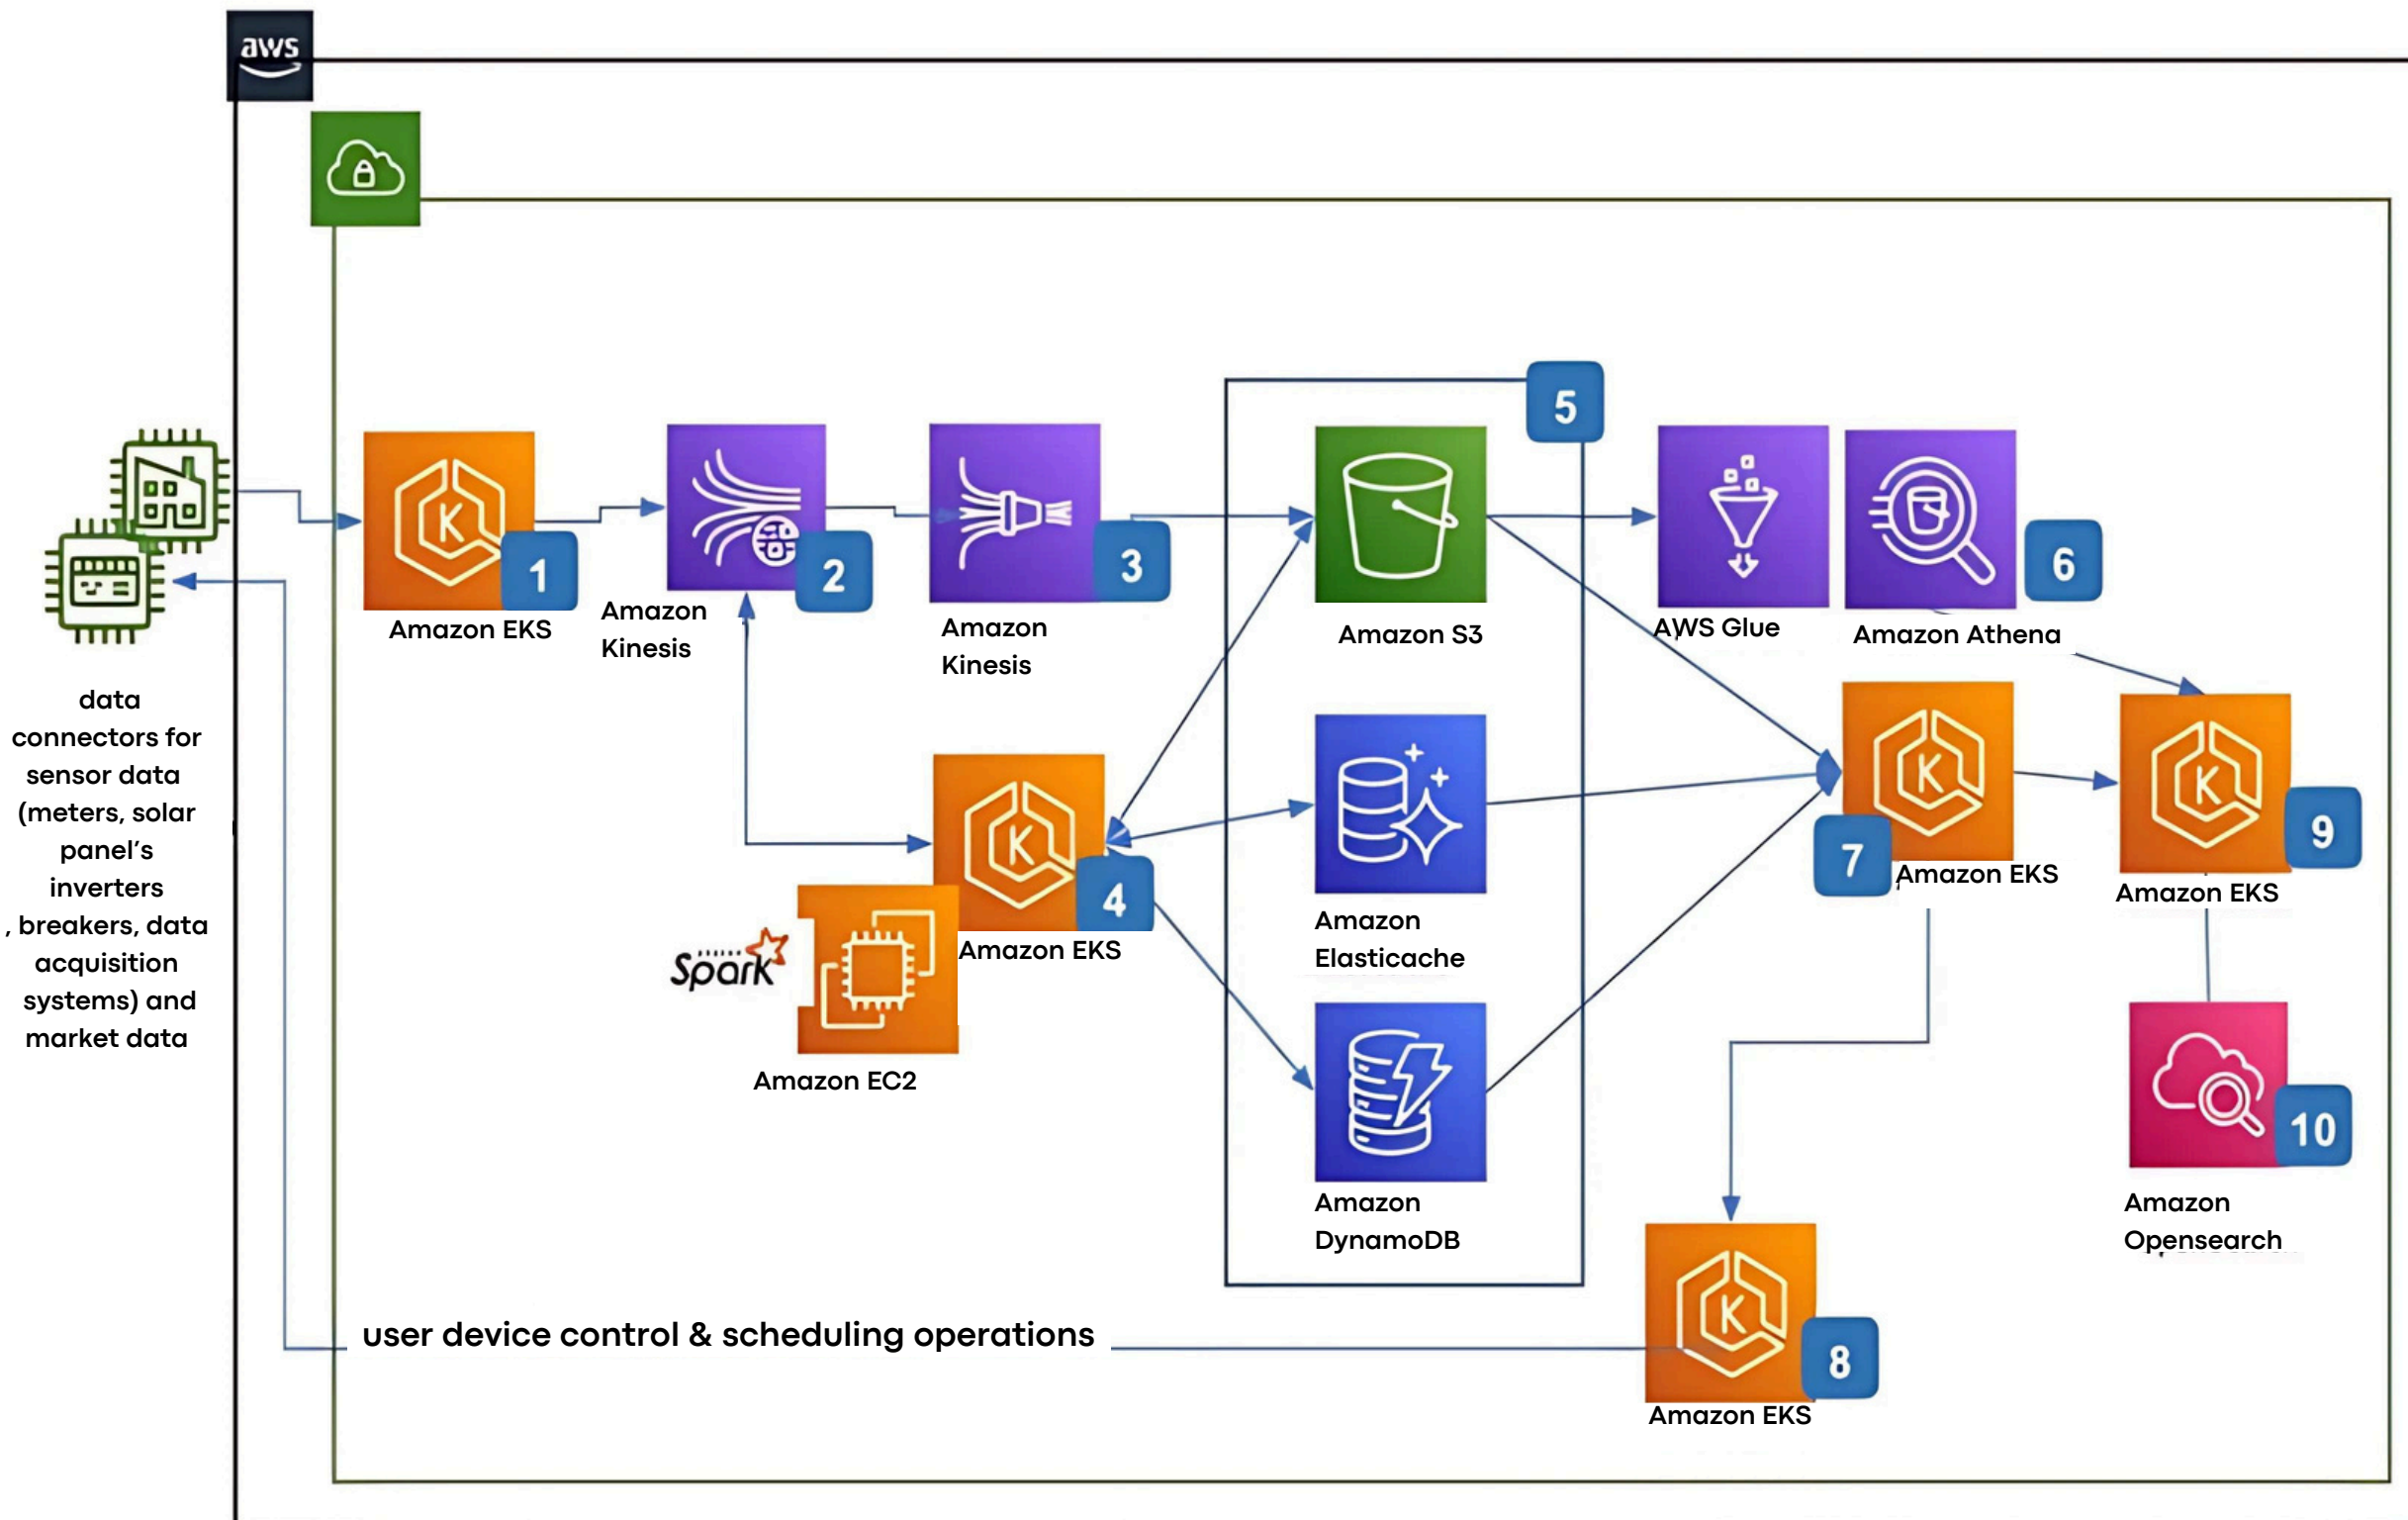 aws
5
1
2
3
6
Amazon EKS
Amazon
Kinesis
Amazon
Kinesis
Amazon S3
AWS Glue
Amazon Athena
data
connectors for
sensor data
(meters, solar
panel's
inverters
, breakers, data
acquisition
systems) and
market data
K
K
K
K
4
7
9
Amazon EKS
Amazon EKS
Amazon EKS
Spark
Amazon EC2
Amazon
Elasticache
10
Amazon
DynamoDB
Amazon
Opensearch
user device control & scheduling operations
K
8
Amazon EKS